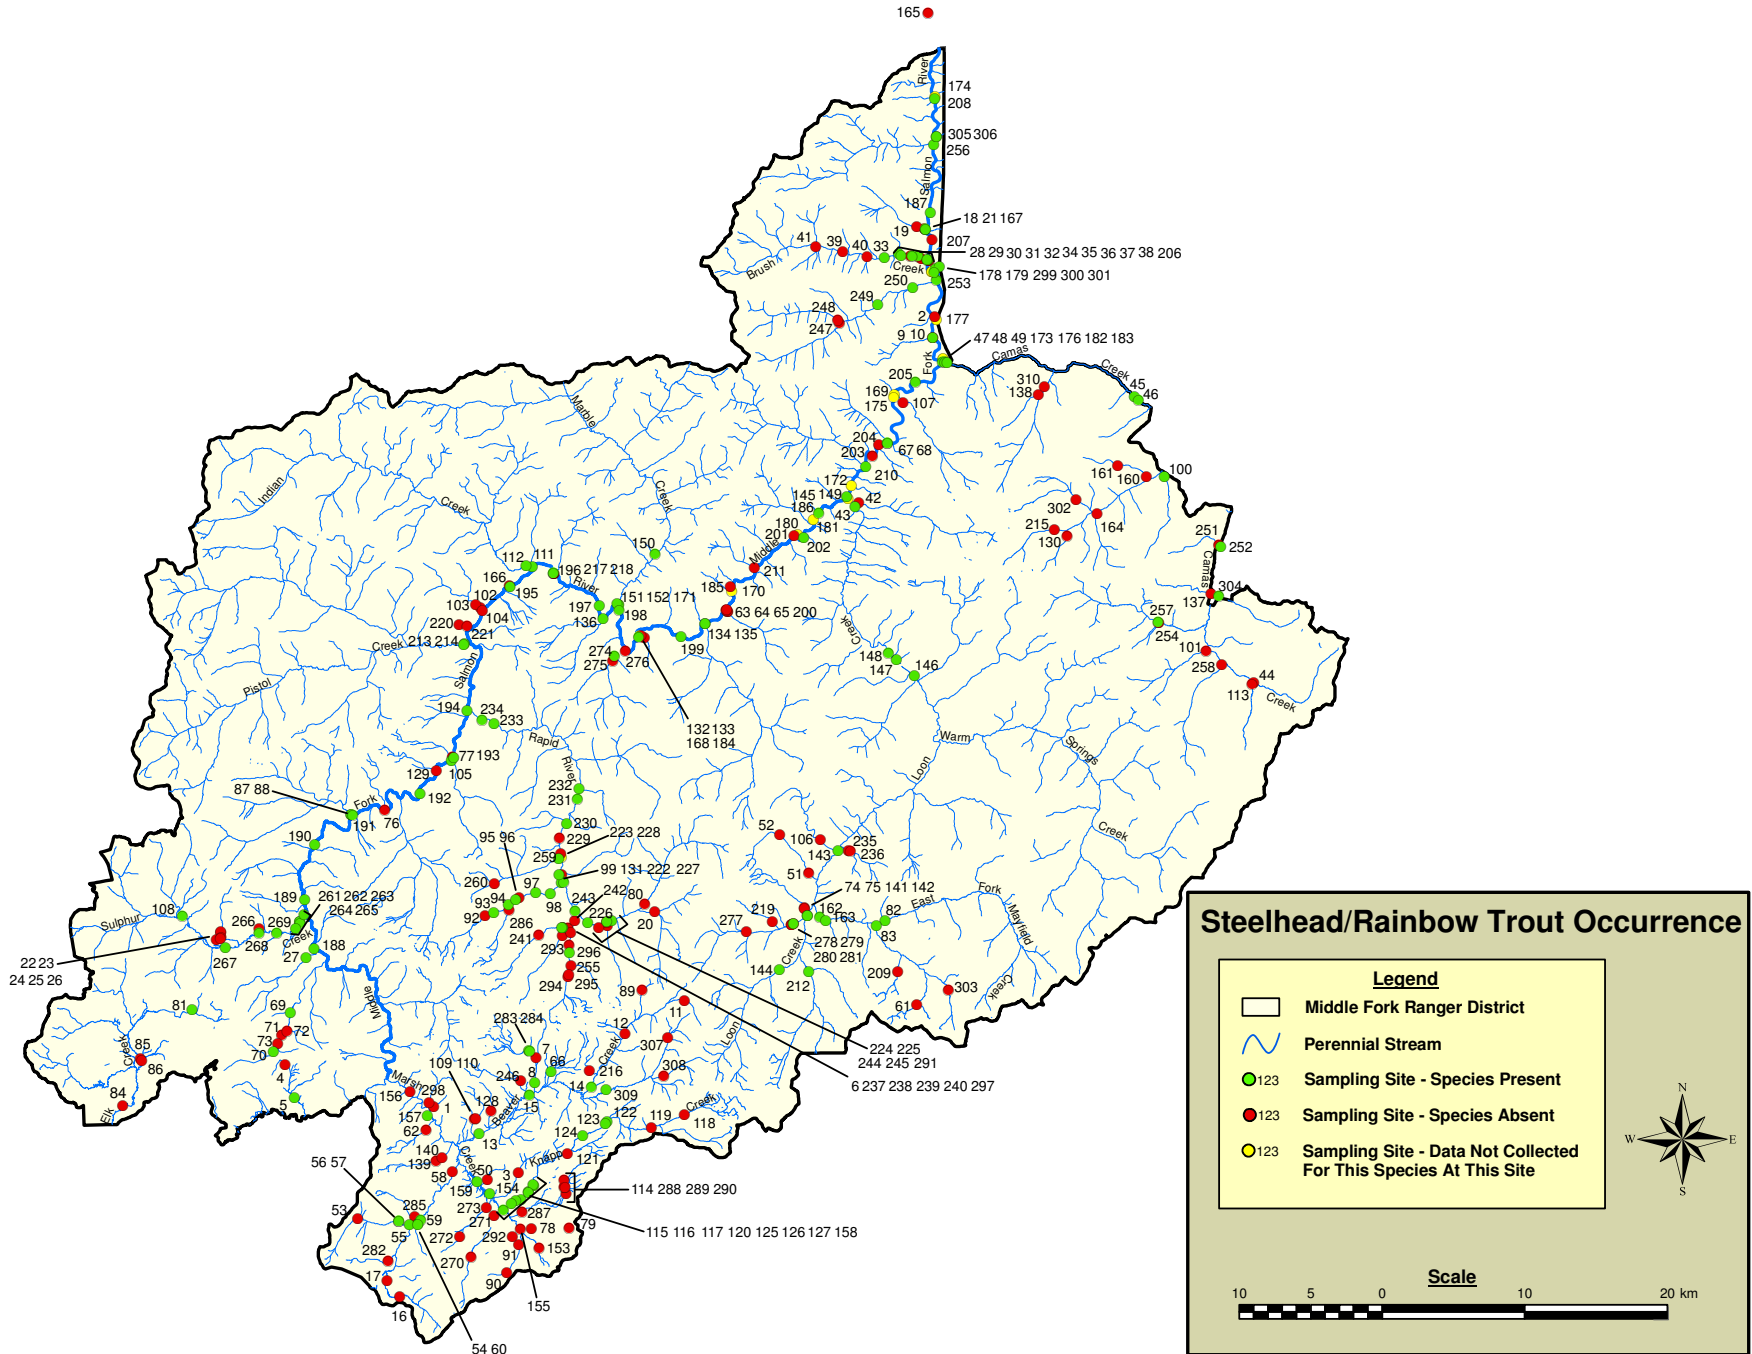 165
River
174
208
305 306
256
Salmon
187
18 21 167
19
207
41 39 40 33
28 29 30 31 32 34 35 36 37 38 206
Brush
Creek
178 179 299 300 301
250
253
249
248
247
2 177
9 10
47 48 49 173 176 182 183
Fork
Camas
Creek
205
45
46
169
175
107
310
138
Marble
204
203
67 68
210
161
160
100
Indian
Creek
Creek
172
145 149
42
186
43
302
164
180
181
201
202
215
130
251
252
150
Middle
112 111
196 217 218
River
211
Camas
166
195
185
170
304
137
102
103
104
197
151 152 171
198
136
63 64 65 200
257
254
220
221
Creek 213 214
134 135
199
Creek
274
275
276
148
147
146
101
258
44
113
Creek
Salmon
Pistol
194
234
233
132 133
168 184
Rapid
Warm
Springs
77 193
105
129
River
Loon
87 88
Fork
192
232
231
191 76
190
230
52
106
235
236
143
Creek
95 96
229
223 228
259
51
260
97
99 131 222 227
74 75 141 142
Fork
189
261 262 263
264 265
93 94
92
98
243
242
80
162
163
82
East
83
Mayfield
108
Sulphur
266 269
286
226
20
219
277
241
268
Creek
188
278 279
280 281
Creek
22 23
24 25 26
267
27
293
296
255
294
295
144
212
209
303
Creek
81
69
Middle
89
11
61
71
72
73
70
283 284
12
307
Loon
Creek
85
86
7
66
Creek
224 225
244 245 291
109 110
246
8
216
308
6 237 238 239 240 297
4
Marsh
84
156
298
1
14
309
Elk
5
157
128
Beaver
15
122
123
119
Creek
118
62
13
124
140
139
Creek
Knapp
121
58
50
3
56 57
159
154
114 288 289 290
53
285
59
273
271
287
115 116 117 120 125 126 127 158
55
272
78
79
292
282
270
91
153
17
90
16
155
54 60
Steelhead/Rainbow Trout Occurrence
Legend
Middle Fork Ranger District
Perennial Stream
123 Sampling Site - Species Present
123 Sampling Site - Species Absent
123 Sampling Site - Data Not Collected
For This Species At This Site
N
W E
S
Scale
10 5 0 10 20 km